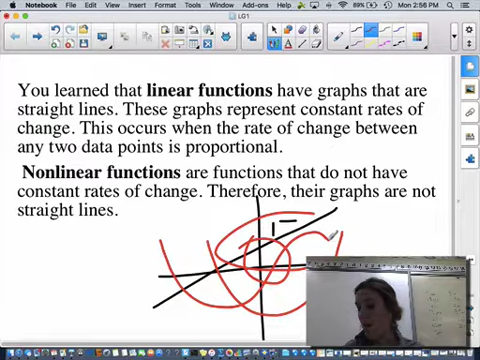 Notebook File Edit View Insert Format Tools Add-ons Window Help
Mon 2:56 PM
LG1
You learned that linear functions have graphs that are
straight lines. These graphs represent constant rates of
change. This occurs when the rate of change between
any two data points is proportional.
Nonlinear functions are functions that do not have
constant rates of change. Therefore, their graphs are not
straight lines.